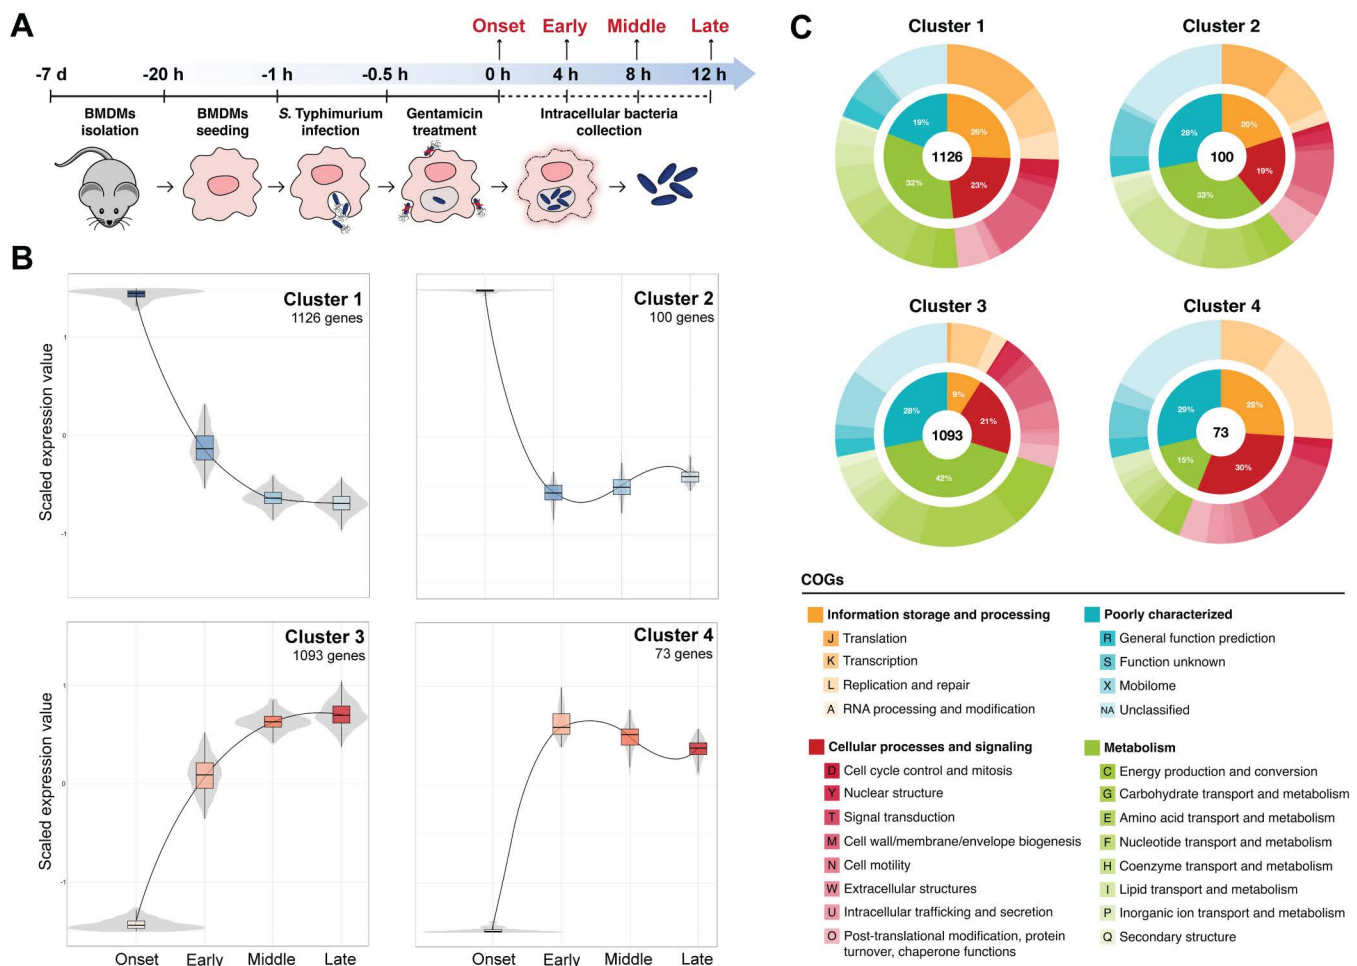 A
Onset Early Middle Late
-7 d -20 h -1 h -0.5 h 0 h 4 h 8 h 12 h
BMDMs isolation
BMDMs seeding
S. Typhimurium infection
Gentamicin treatment
Intracellular bacteria collection
B
Cluster 1
1126 genes
Scaled expression value
1
0
-1
Cluster 2
100 genes
Cluster 3
1093 genes
Scaled expression value
1
0
-1
Onset Early Middle Late
Cluster 4
73 genes
Onset Early Middle Late
C
Cluster 1
19%
26%
1126
32%
23%
Cluster 2
28%
20%
100
19%
33%
Cluster 3
9%
28%
21%
1093
42%
Cluster 4
29%
28%
73
15%
30%
COGs
Information storage and processing
J Translation
K Transcription
L Replication and repair
A RNA processing and modification
Cellular processes and signaling
D Cell cycle control and mitosis
Y Nuclear structure
T Signal transduction
M Cell wall/membrane/envelope biogenesis
N Cell motility
W Extracellular structures
U Intracellular trafficking and secretion
O Post-translational modification, protein
turnover, chaperone functions
Poorly characterized
R General function prediction
S Function unknown
X Mobilome
NA Unclassified
Metabolism
C Energy production and conversion
G Carbohydrate transport and metabolism
E Amino acid transport and metabolism
F Nucleotide transport and metabolism
H Coenzyme transport and metabolism
I Lipid transport and metabolism
P Inorganic ion transport and metabolism
Q Secondary structure